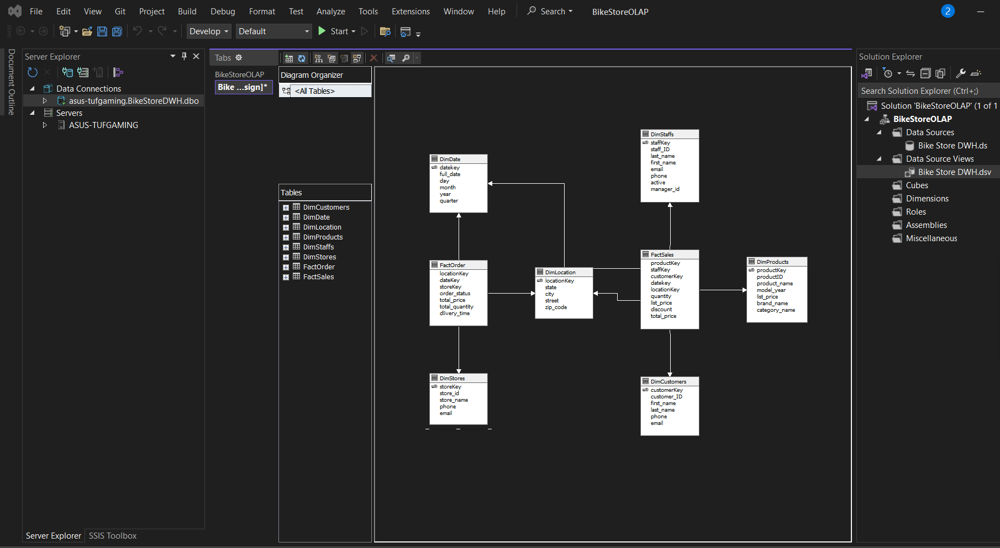 File Edit View Git Project Build Debug Format Test Analyze Tools Extensions Window Help Search BikeStoreOLAP 2
Develop Default Start
Document Outline
Server Explorer
Data Connections
asus-tufgaming.BikeStoreDWH.dbo
Servers
ASUS-TUFGAMING
Server Explorer SSIS Toolbox
Tabs
BikeStoreOLAP
Bike ...sign]*
Diagram Organizer
<All Tables>
Tables
DimCustomers
DimDate
DimLocation
DimProducts
DimStaffs
DimStores
FactOrder
FactSales
DimDate
datekey
full_date
day
month
year
quarter
FactOrder
locationKey
dateKey
storeKey
order_status
total_price
total_quantity
dlivery_time
DimStores
storeKey
store_id
store_name
phone
email
DimLocation
locationKey
state
city
street
zip_code
DimStaffs
staffKey
staff_ID
last_name
first_name
email
phone
active
manager_id
FactSales
productKey
staffKey
customerKey
datekey
locationKey
quantity
list_price
discount
total_price
DimCustomers
customerKey
customer_ID
first_name
last_name
phone
email
DimProducts
productKey
productID
product_name
model_year
list_price
brand_name
category_name
Solution Explorer
Search Solution Explorer (Ctrl+;)
Solution 'BikeStoreOLAP' (1 of 1
BikeStoreOLAP
Data Sources
Bike Store DWH.ds
Data Source Views
Bike Store DWH.dsv
Cubes
Dimensions
Roles
Assemblies
Miscellaneous